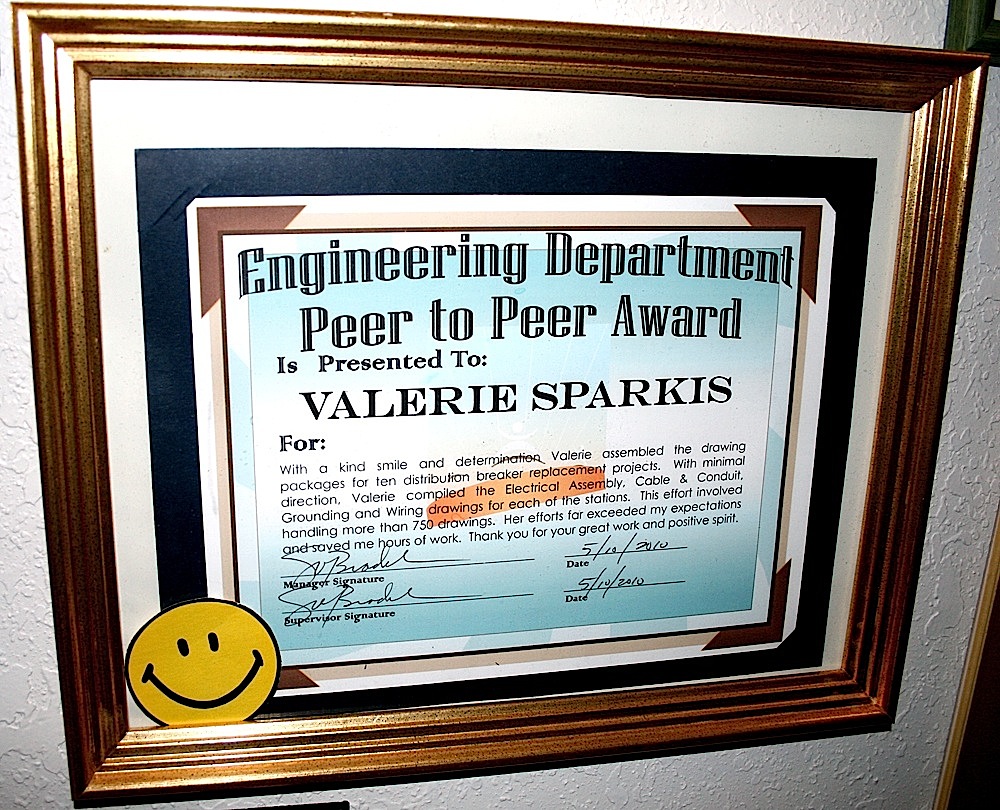 Engineering Department
Peer to Peer Award
Is Presented To:
VALERIE SPARKIS
For:
With a kind smile and determination Valerie assembled the drawing
packages for ten distribution breaker replacement projects. With minimal
direction, Valerie compiled the Electrical Assembly, Cable & Conduit,
Grounding and Wiring drawings for each of the stations. This effort involved
handling more than 750 drawings. Her efforts far exceeded my expectations
and saved me hours of work. Thank you for your great work and positive spirit.
5/10/2010
Manager Signature
Date
5/10/2010
Supervisor Signature
Date